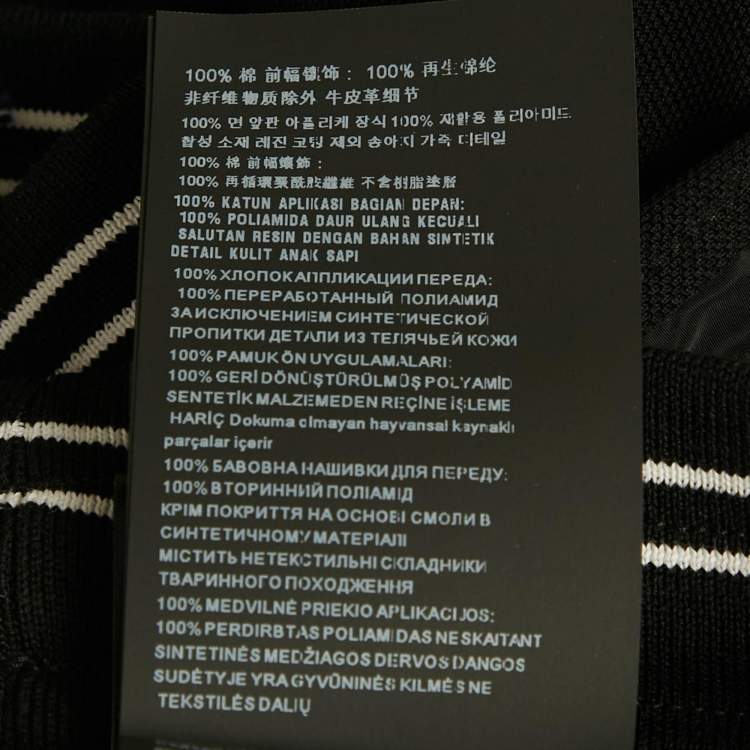 100% 棉 前幅镶饰： 100% 再生锦纶
非纤维物质除外 牛皮革细节
100% 면 앞판 아플리케 장식 100% 재활용 폴리아미드
합성 소재 레진 코팅 제외 송아지 가죽 디테일
100% 棉 前幅鑲飾：
100% 再循環聚酰胺纖維 不含樹脂塗層
100% KATUN APLIKASI BAGIAN DEPAN:
100% POLIAMIDA DAUR ULANG KECUALI
SALUTAN RESIN DENGAN BAHAN SINTETIK
DETAIL KULIT ANAK SAPI
100% ХЛОПОК АППЛИКАЦИИ ПЕРЕДА:
100% ПЕРЕРАБОТАННЫЙ ПОЛИАМИД
ЗА ИСКЛЮЧЕНИЕМ СИНТЕТИЧЕСКОЙ
ПРОПИТКИ ДЕТАЛИ ИЗ ТЕЛЯЧЬЕЙ КОЖИ
100% PAMUK ÖN UYGULAMALARI:
100% GERİ DÖNÜŞTÜRÜLMÜŞ POLYAMİD
SENTETİK MALZEMEDEN REÇİNE İŞLEME
HARİÇ Dokuma olmayan hayvansal kaynaklı
parçalar içerir
100% БАВОВНА НАШИВКИ ДЛЯ ПЕРЕДУ:
100% ВТОРИННИЙ ПОЛІАМІД
КРІМ ПОКРИТТЯ НА ОСНОВІ СМОЛИ В
СИНТЕТИЧНОМУ МАТЕРІАЛІ
МІСТИТЬ НЕТЕКСТИЛЬНІ СКЛАДНИКИ
ТВАРИННОГО ПОХОДЖЕННЯ
100% MEDVILNĖ PRIEKIO APLIKACIJOS:
100% PERDIRBTAS POLIAMIDAS NESKAITANT
SINTETINĖS MEDŽIAGOS DERVOS DANGOS
SUDĖTYJE YRA GYVŪNINĖS KILMĖS NE
TEKSTILĖS DALIŲ